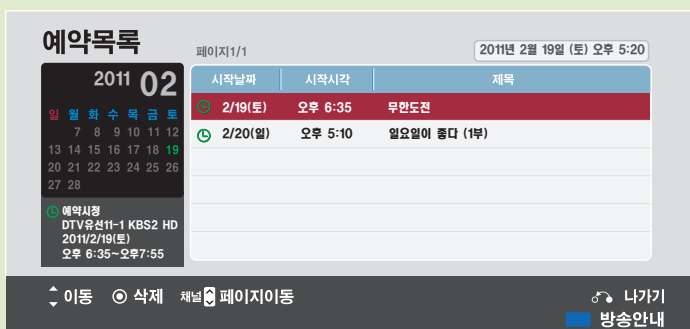 예약목록
페이지1/1
2011년 2월 19일 (토) 오후 5:20
2011 02
일 월 화 수 목 금 토
7 8 9 10 11 12
13 14 15 16 17 18 19
20 21 22 23 24 25 26
27 28
예약시청
DTV유선11-1 KBS2 HD
2011/2/19(토)
오후 6:35~오후7:55
시작날짜 시작시각 제목
2/19(토) 오후 6:35 무한도전
2/20(일) 오후 5:10 일요일이 좋다 (1부)
이동 삭제 채널 페이지이동
나가기
방송안내